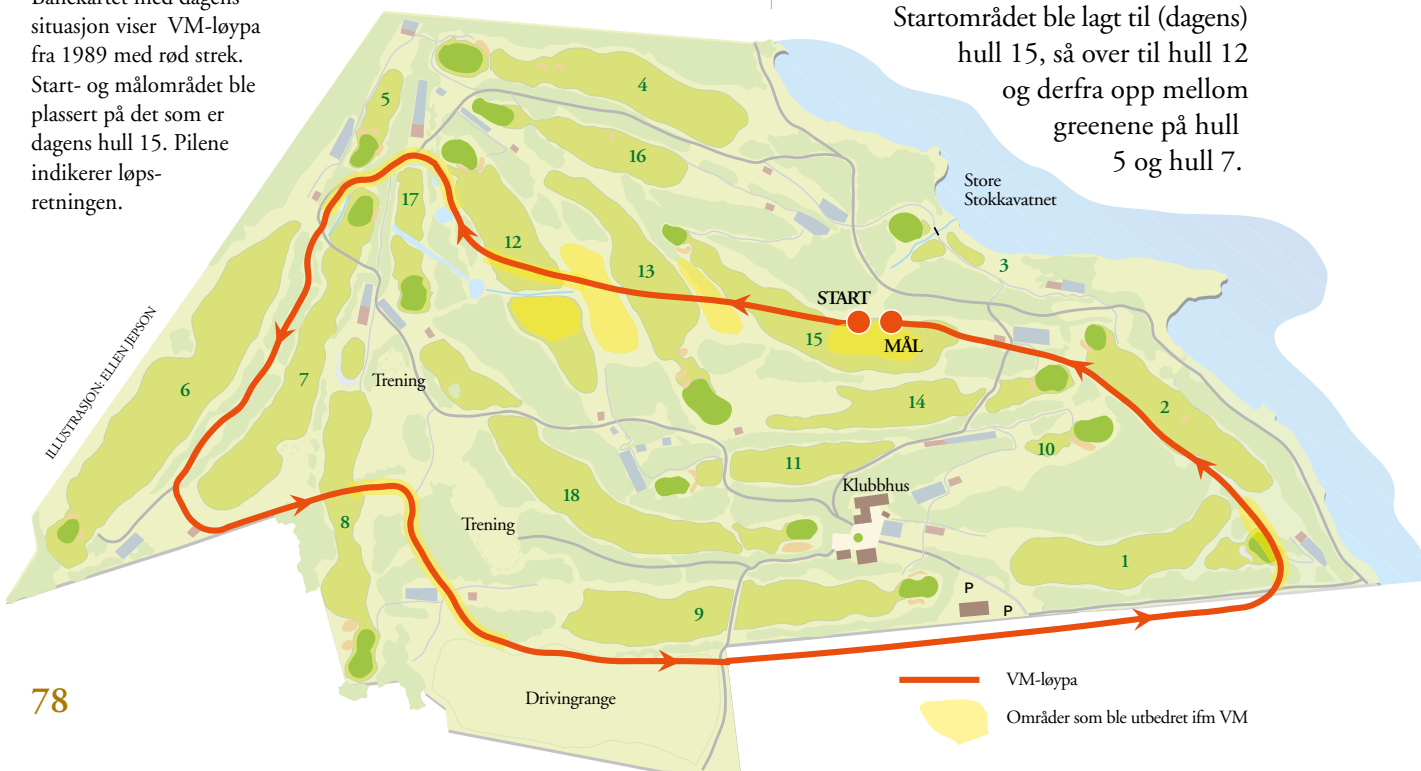 Banekartet med dagens
situasjon viser VM-løypa
fra 1989 med rød strek.
Start- og målområdet ble
plassert på det som er
dagens hull 15. Pilene
indikerer løps-
retningen.
Startområdet ble lagt til (dagens)
hull 15, så over til hull 12
og derfra opp mellom
greenene på hull
5 og hull 7.
4
5
16
Store
Stokkavatnet
17
12
13
3
START
MÅL
15
ILLUSTRASJON: ELLEN JEPSON
6
7
Trening
14
2
10
11
Klubbhus
18
Trening
8
1
P
P
9
Drivingrange
VM-løypa
Områder som ble utbedret ifm VM
78